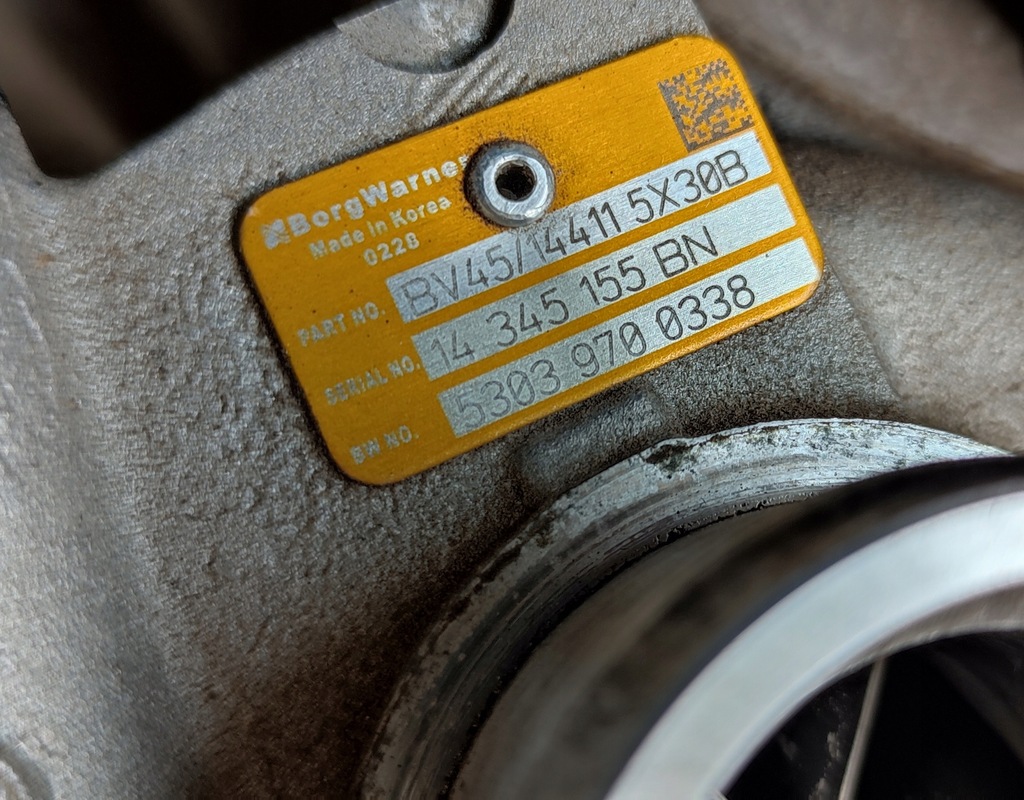 BorgWarner
Made in Korea
0228
PART NO. BV45/14411 5X30B
SERIAL NO. 14 345 155 BN
BW NO. 5303 970 0338